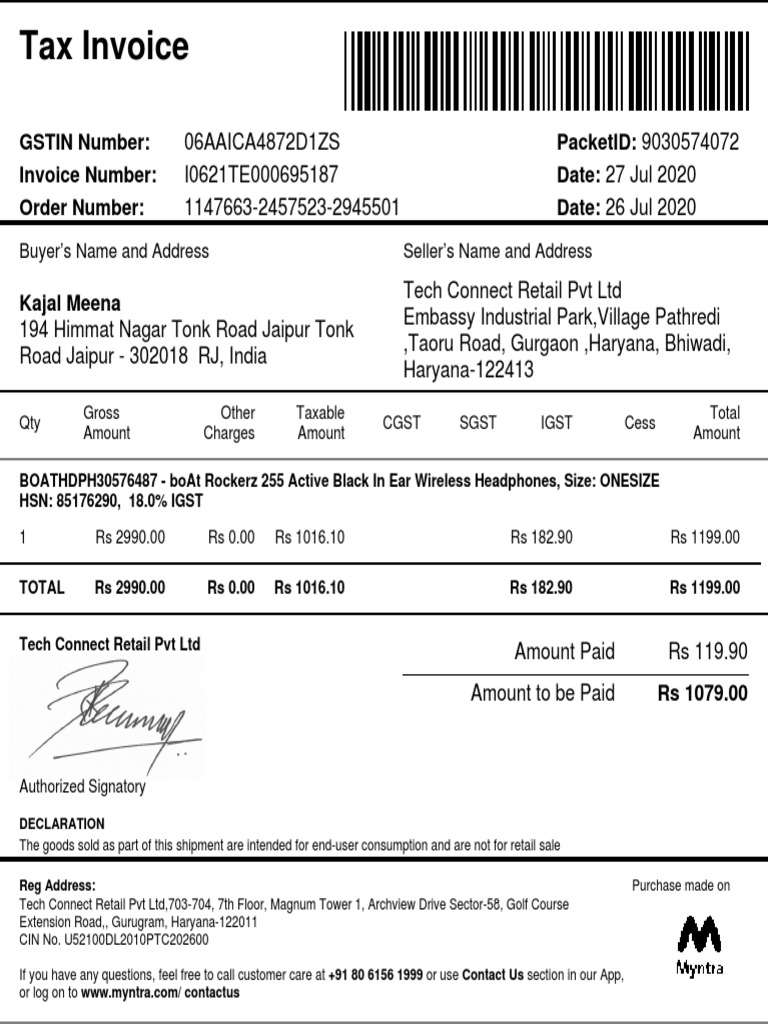 Tax Invoice
GSTIN Number: 06AAICA4872D1ZS PacketID: 9030574072
Invoice Number: I0621TE000695187 Date: 27 Jul 2020
Order Number: 1147663-2457523-2945501 Date: 26 Jul 2020
Buyer's Name and Address
Kajal Meena
194 Himmat Nagar Tonk Road Jaipur Tonk
Road Jaipur - 302018 RJ, India
Seller's Name and Address
Tech Connect Retail Pvt Ltd
Embassy Industrial Park,Village Pathredi
,Taoru Road, Gurgaon ,Haryana, Bhiwadi,
Haryana-122413
Qty Gross Amount Other Charges Taxable Amount CGST SGST IGST Cess Total Amount
BOATHDPH30576487 - boAt Rockerz 255 Active Black In Ear Wireless Headphones, Size: ONESIZE
HSN: 85176290, 18.0% IGST
1 Rs 2990.00 Rs 0.00 Rs 1016.10 Rs 182.90 Rs 1199.00
TOTAL Rs 2990.00 Rs 0.00 Rs 1016.10 Rs 182.90 Rs 1199.00
Tech Connect Retail Pvt Ltd
Amount Paid Rs 119.90
Amount to be Paid Rs 1079.00
Authorized Signatory
DECLARATION
The goods sold as part of this shipment are intended for end-user consumption and are not for retail sale
Reg Address:
Tech Connect Retail Pvt Ltd,703-704, 7th Floor, Magnum Tower 1, Archview Drive Sector-58, Golf Course
Extension Road,, Gurugram, Haryana-122011
CIN No. U52100DL2010PTC202600
If you have any questions, feel free to call customer care at +91 80 6156 1999 or use Contact Us section in our App,
or log on to www.myntra.com/ contactus
Purchase made on
Myntra